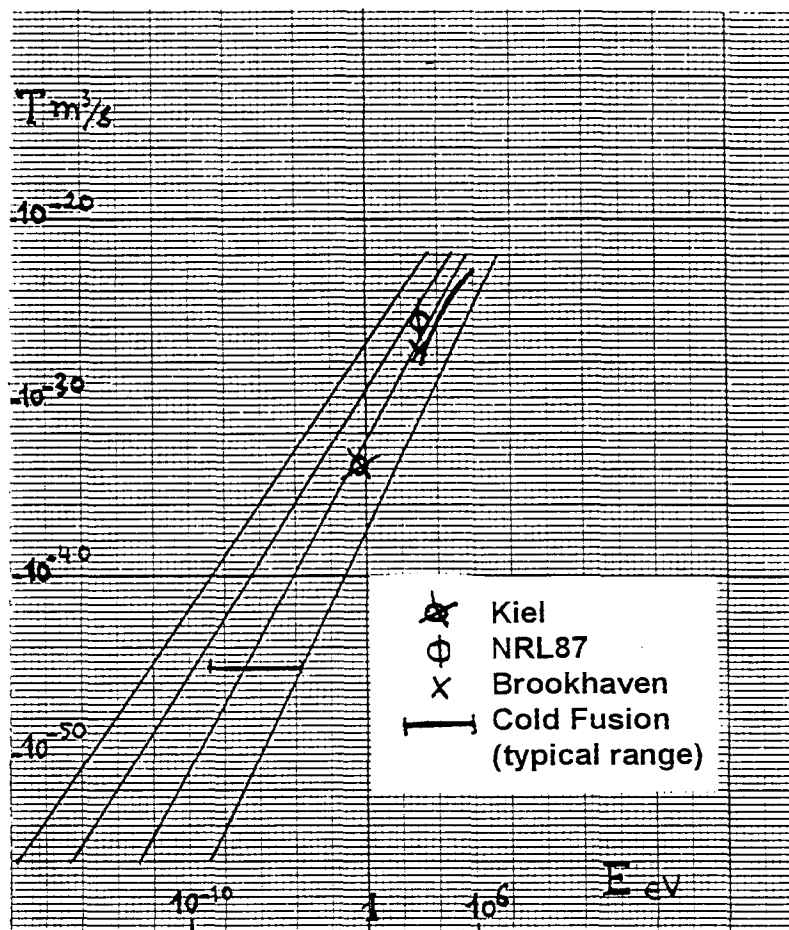 T m³/s
10⁻²⁰
10⁻³⁰
10⁻⁴⁰
10⁻⁵⁰
Kiel
NRL87
Brookhaven
Cold Fusion
(typical range)
E eV
10⁻¹⁰
1
10⁶